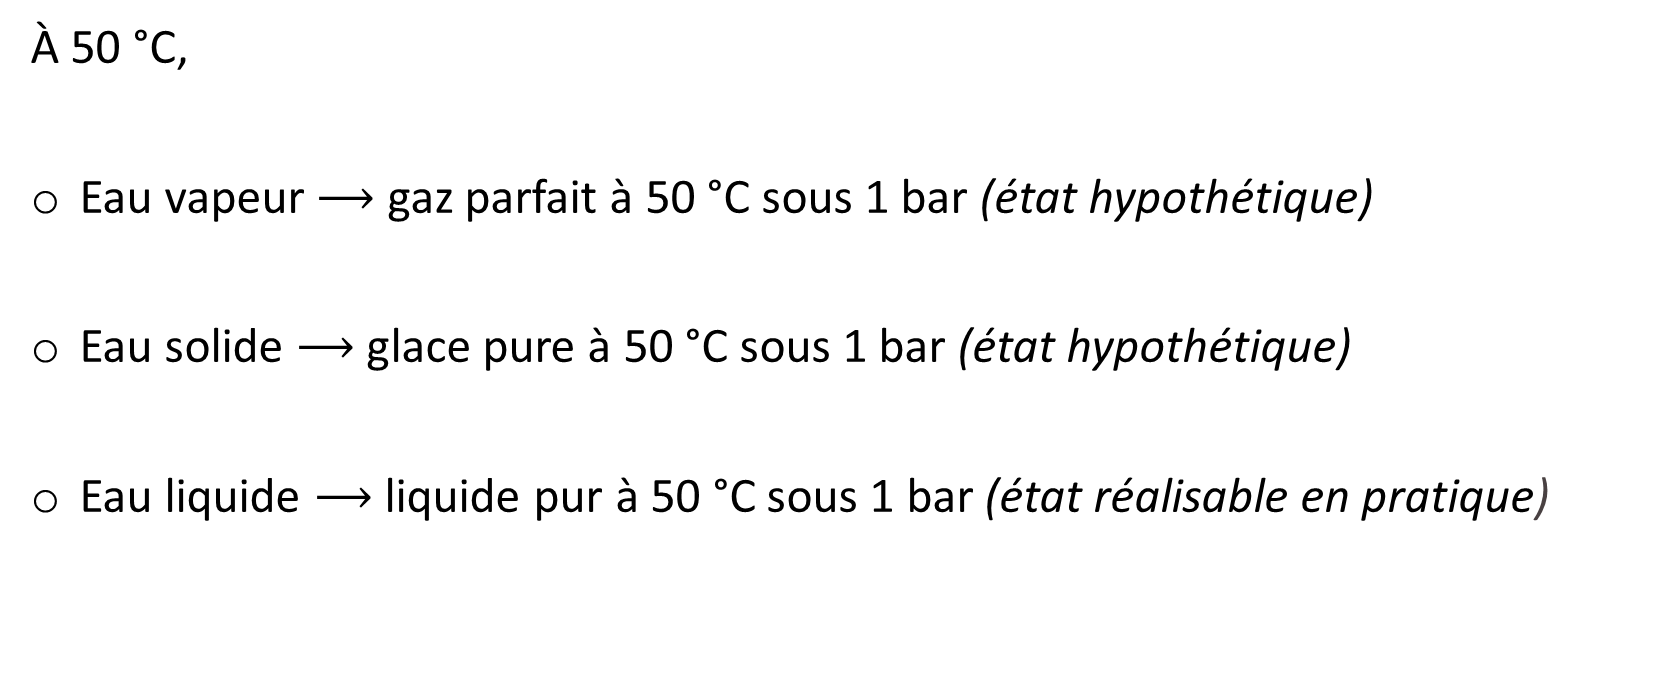 À 50 °C,
o Eau vapeur ⟶ gaz parfait à 50 °C sous 1 bar (état hypothétique)
o Eau solide ⟶ glace pure à 50 °C sous 1 bar (état hypothétique)
o Eau liquide ⟶ liquide pur à 50 °C sous 1 bar (état réalisable en pratique)